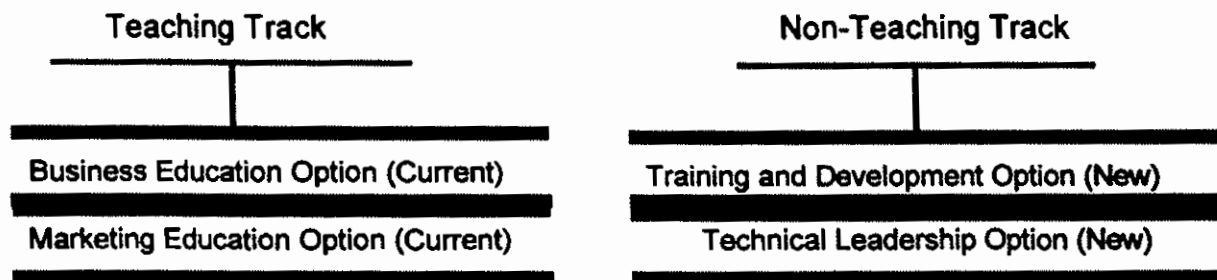 Teaching Track
Business Education Option (Current)
Marketing Education Option (Current)
Non-Teaching Track
Training and Development Option (New)
Technical Leadership Option (New)